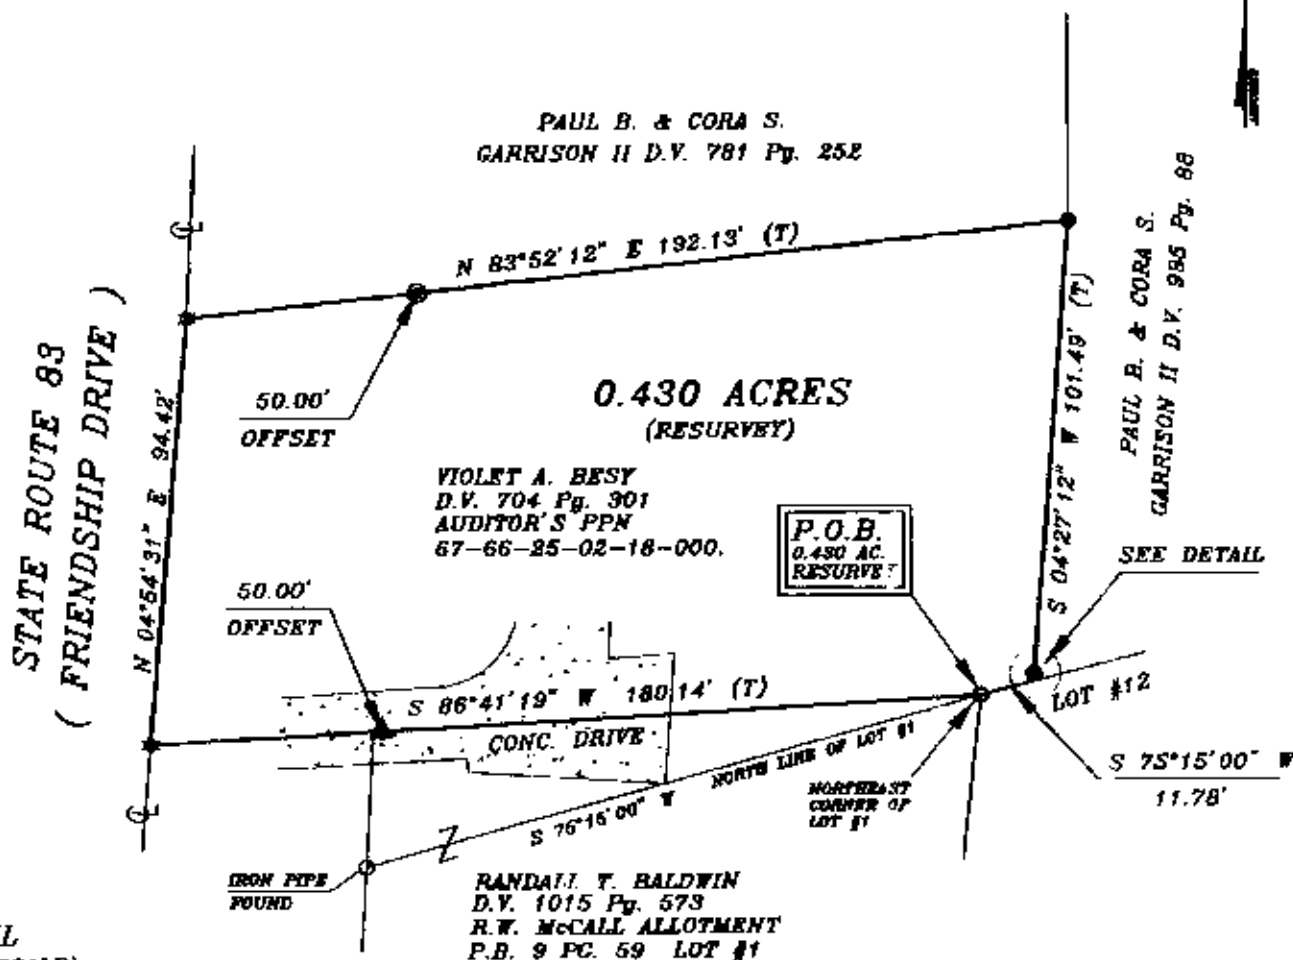 PAUL B. & CORA S.
GARRISON II D.V. 781 Pg. 252
N 83°52'12" E 192.13' (T)
STATE ROUTE 83
( FRIENDSHIP DRIVE )
N 04°54'31" E 94.42'
50.00'
OFFSET
0.430 ACRES
(RESURVEY)
VIOLET A. BESY
D.V. 704 Pg. 301
AUDITOR'S PPN
67-66-25-02-18-000.
P.O.B.
0.430 AC.
RESURVEY
S 04°27'12" W 101.49' (T)
PAUL B. & CORA S.
GARRISON II D.V. 985 Pg. 88
SEE DETAIL
50.00'
OFFSET
S 86°41'19" W 180.14' (T)
CONC. DRIVE
LOT #12
S 75°15'00" W
11.78'
NORTH LINE OF LOT #1
S 75°15'00" W
NORTHEAST
CORNER OF
LOT #1
IRON PIPE
FOUND
RANDALL T. BALDWIN
D.V. 1015 Pg. 573
R.W. McCALL ALLOTMENT
P.B. 9 PG. 59 LOT #1